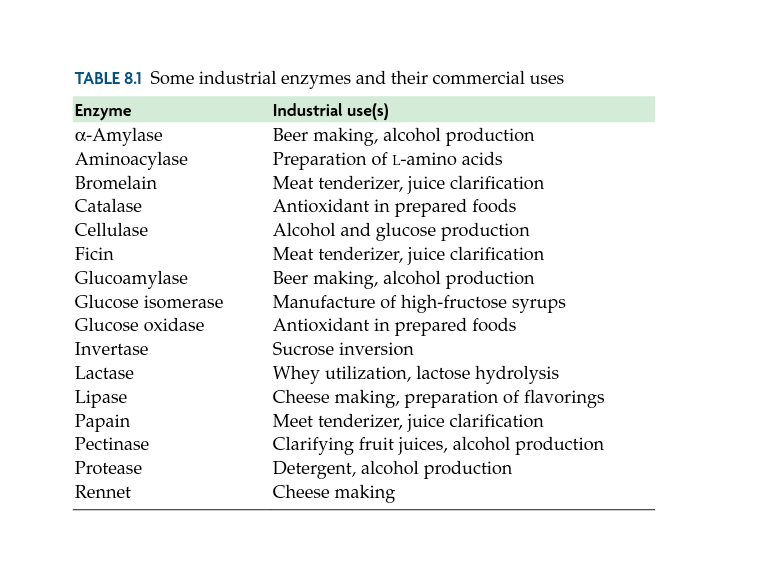 TABLE 8.1 Some industrial enzymes and their commercial uses
Enzyme Industrial use(s)
α-Amylase Beer making, alcohol production
Aminoacylase Preparation of L-amino acids
Bromelain Meat tenderizer, juice clarification
Catalase Antioxidant in prepared foods
Cellulase Alcohol and glucose production
Ficin Meat tenderizer, juice clarification
Glucoamylase Beer making, alcohol production
Glucose isomerase Manufacture of high-fructose syrups
Glucose oxidase Antioxidant in prepared foods
Invertase Sucrose inversion
Lactase Whey utilization, lactose hydrolysis
Lipase Cheese making, preparation of flavorings
Papain Meet tenderizer, juice clarification
Pectinase Clarifying fruit juices, alcohol production
Protease Detergent, alcohol production
Rennet Cheese making